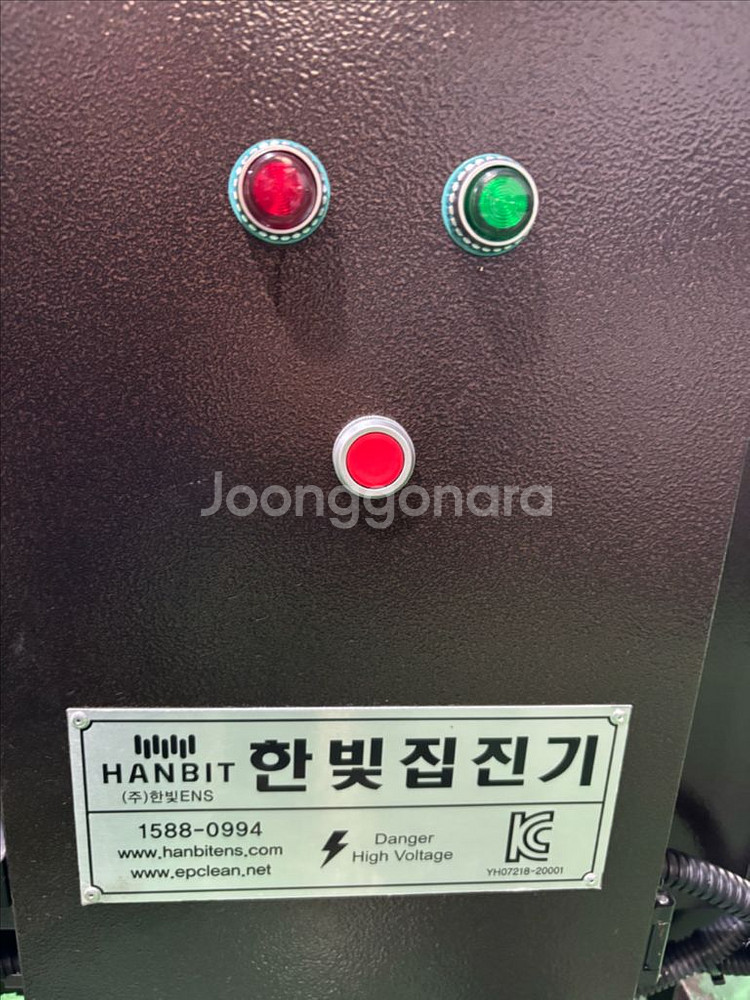 Joonggonara
HANBIT
(주)한빛ENS
한빛집진기
1588-0994
www.hanbitens.com
www.epclean.net
Danger
High Voltage
YH07218-20001